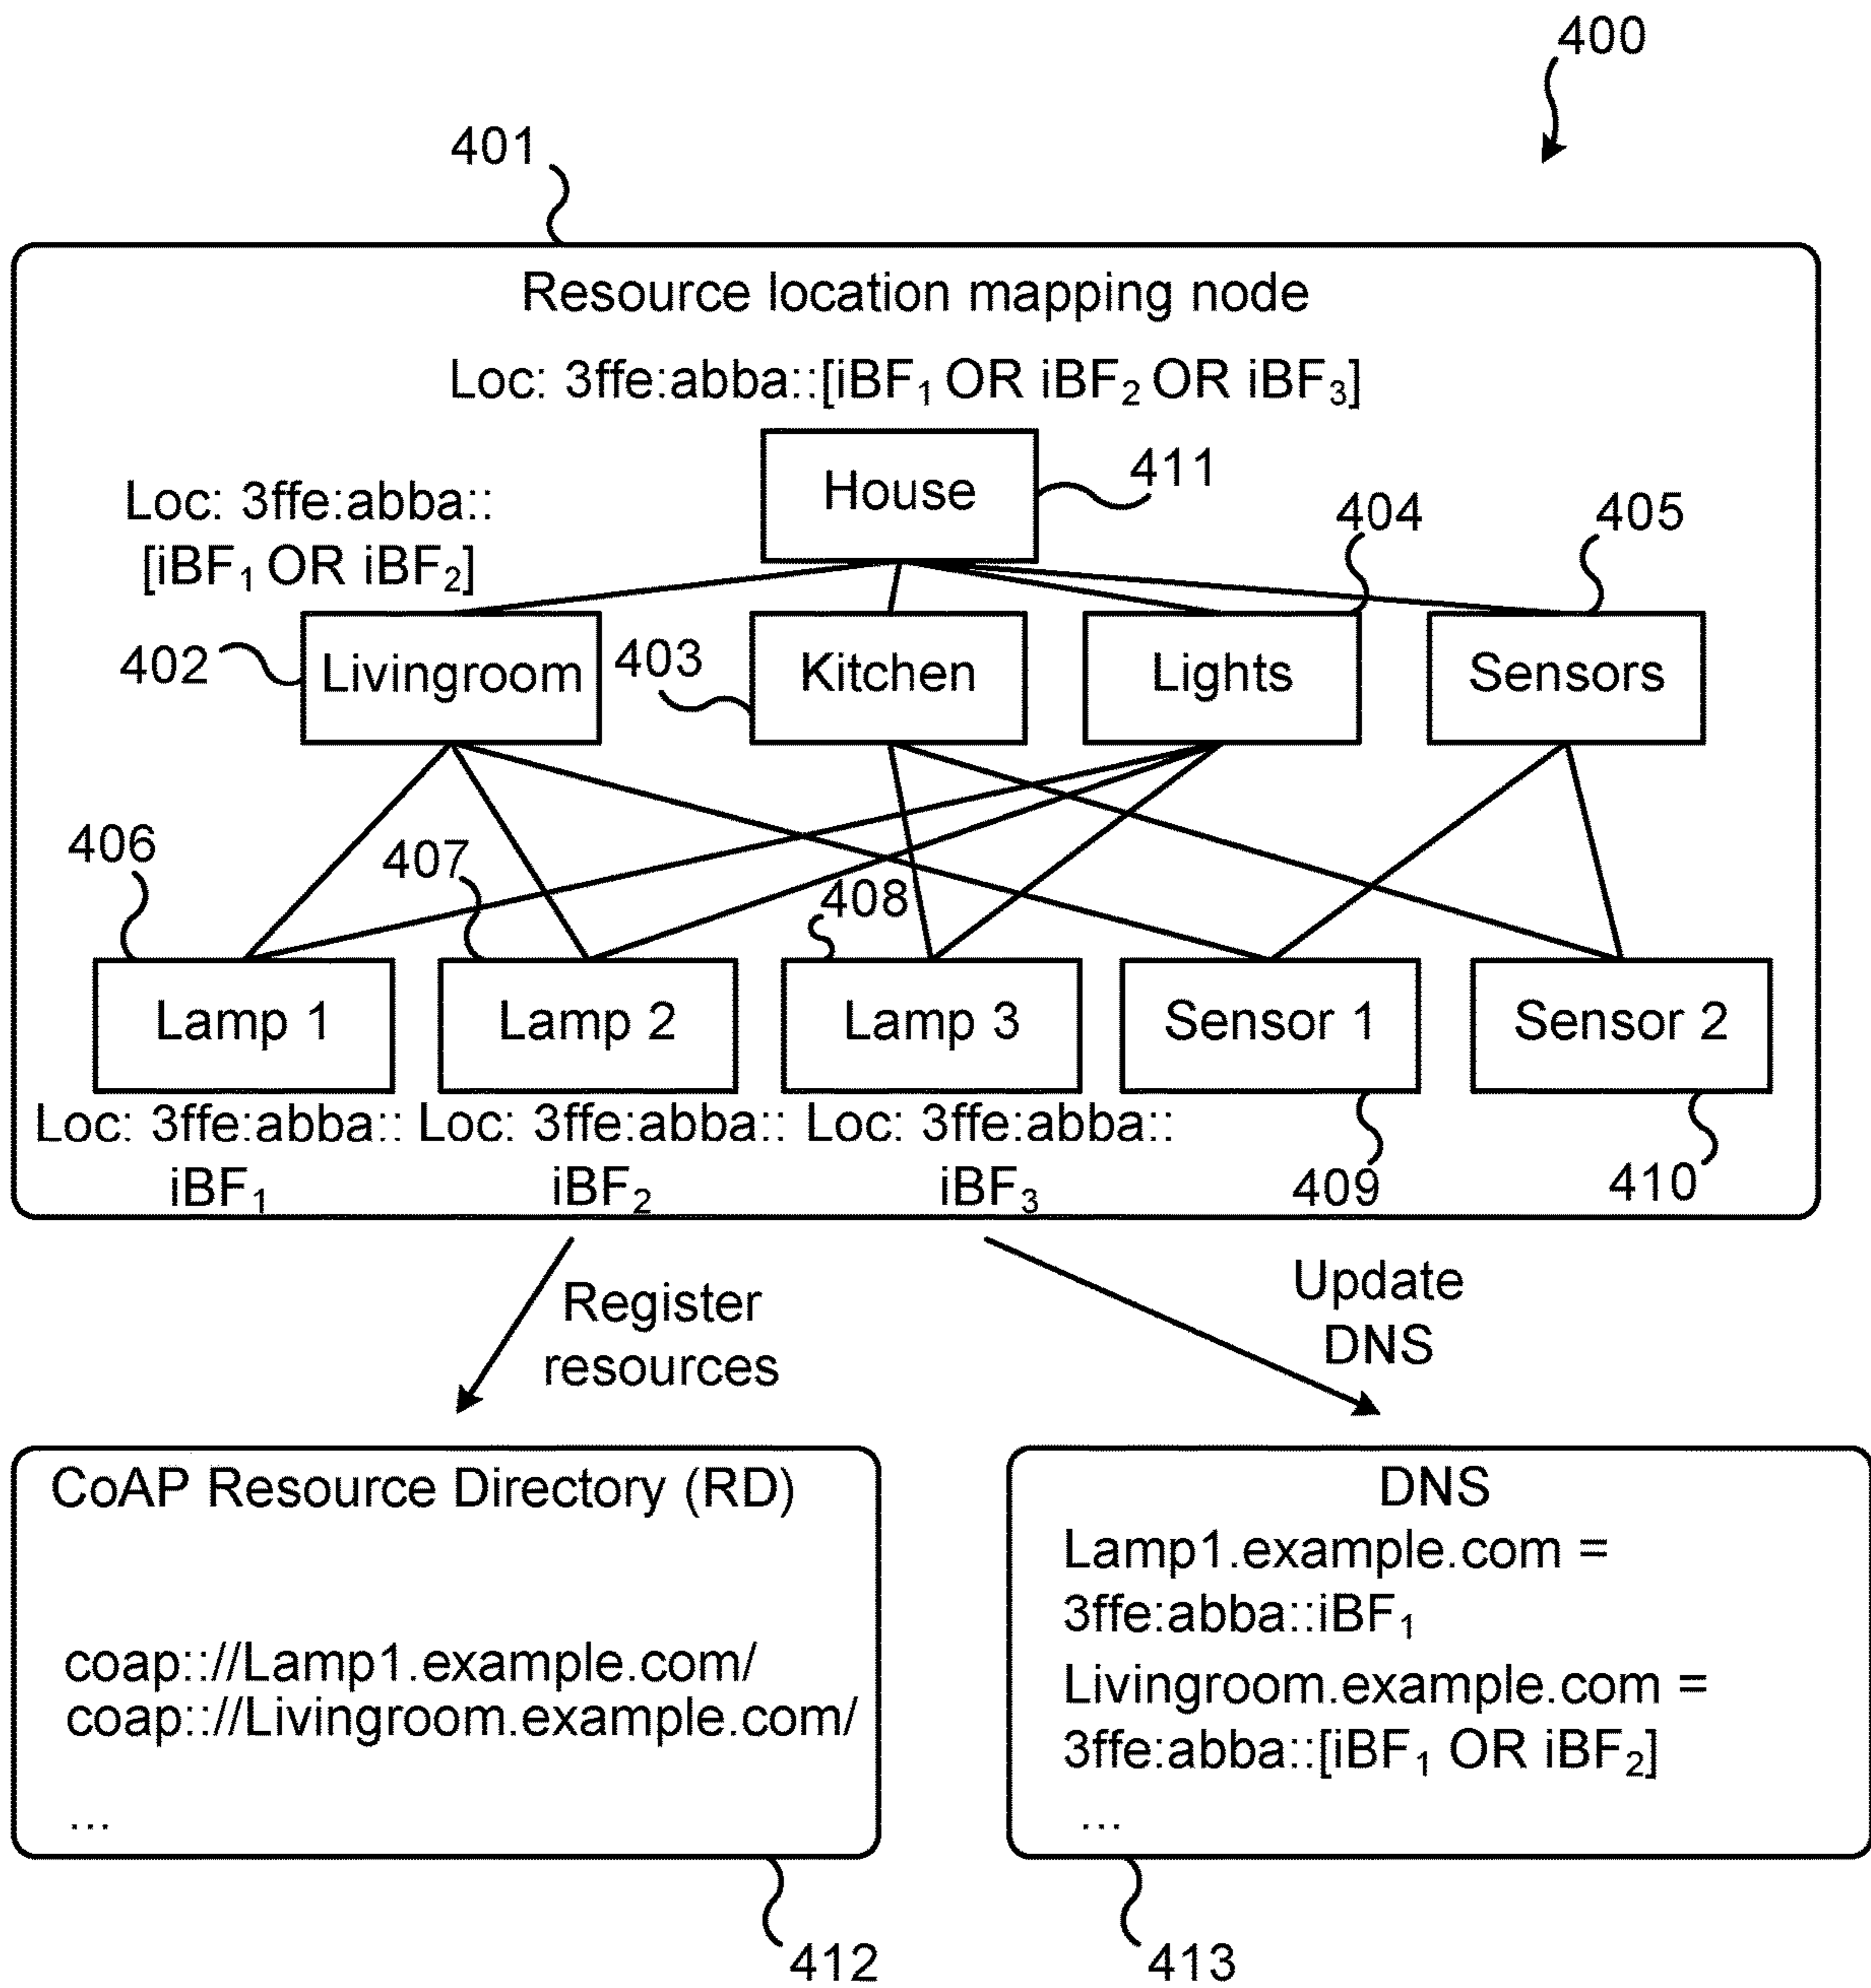 400
401
Resource location mapping node
Loc: 3ffe:abba::[iBF₁ OR iBF₂ OR iBF₃]
House
411
Loc: 3ffe:abba::
[iBF₁ OR iBF₂]
404
405
402
Livingroom
403
Kitchen
Lights
Sensors
406
407
408
Lamp 1
Lamp 2
Lamp 3
Sensor 1
Sensor 2
Loc: 3ffe:abba::
iBF₁
Loc: 3ffe:abba::
iBF₂
Loc: 3ffe:abba::
iBF₃
409
410
Register
resources
Update
DNS
CoAP Resource Directory (RD)
coap:://Lamp1.example.com/
coap:://Livingroom.example.com/
...
DNS
Lamp1.example.com =
3ffe:abba::iBF₁
Livingroom.example.com =
3ffe:abba::[iBF₁ OR iBF₂]
...
412
413